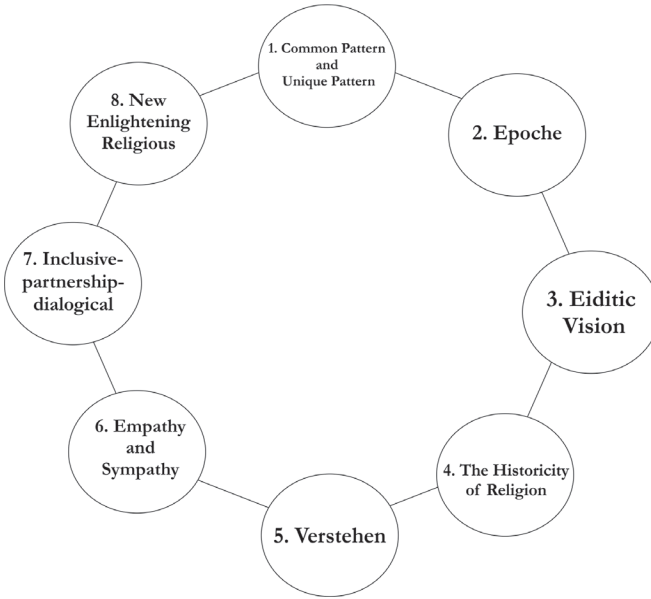 1. Common Pattern
and
Unique Pattern
2. Epoche
3. Eiditic
Vision
4. The Historicity
of Religion
5. Verstehen
6. Empathy
and
Sympathy
7. Inclusive-
partnership-
dialogical
8. New
Enlightening
Religious